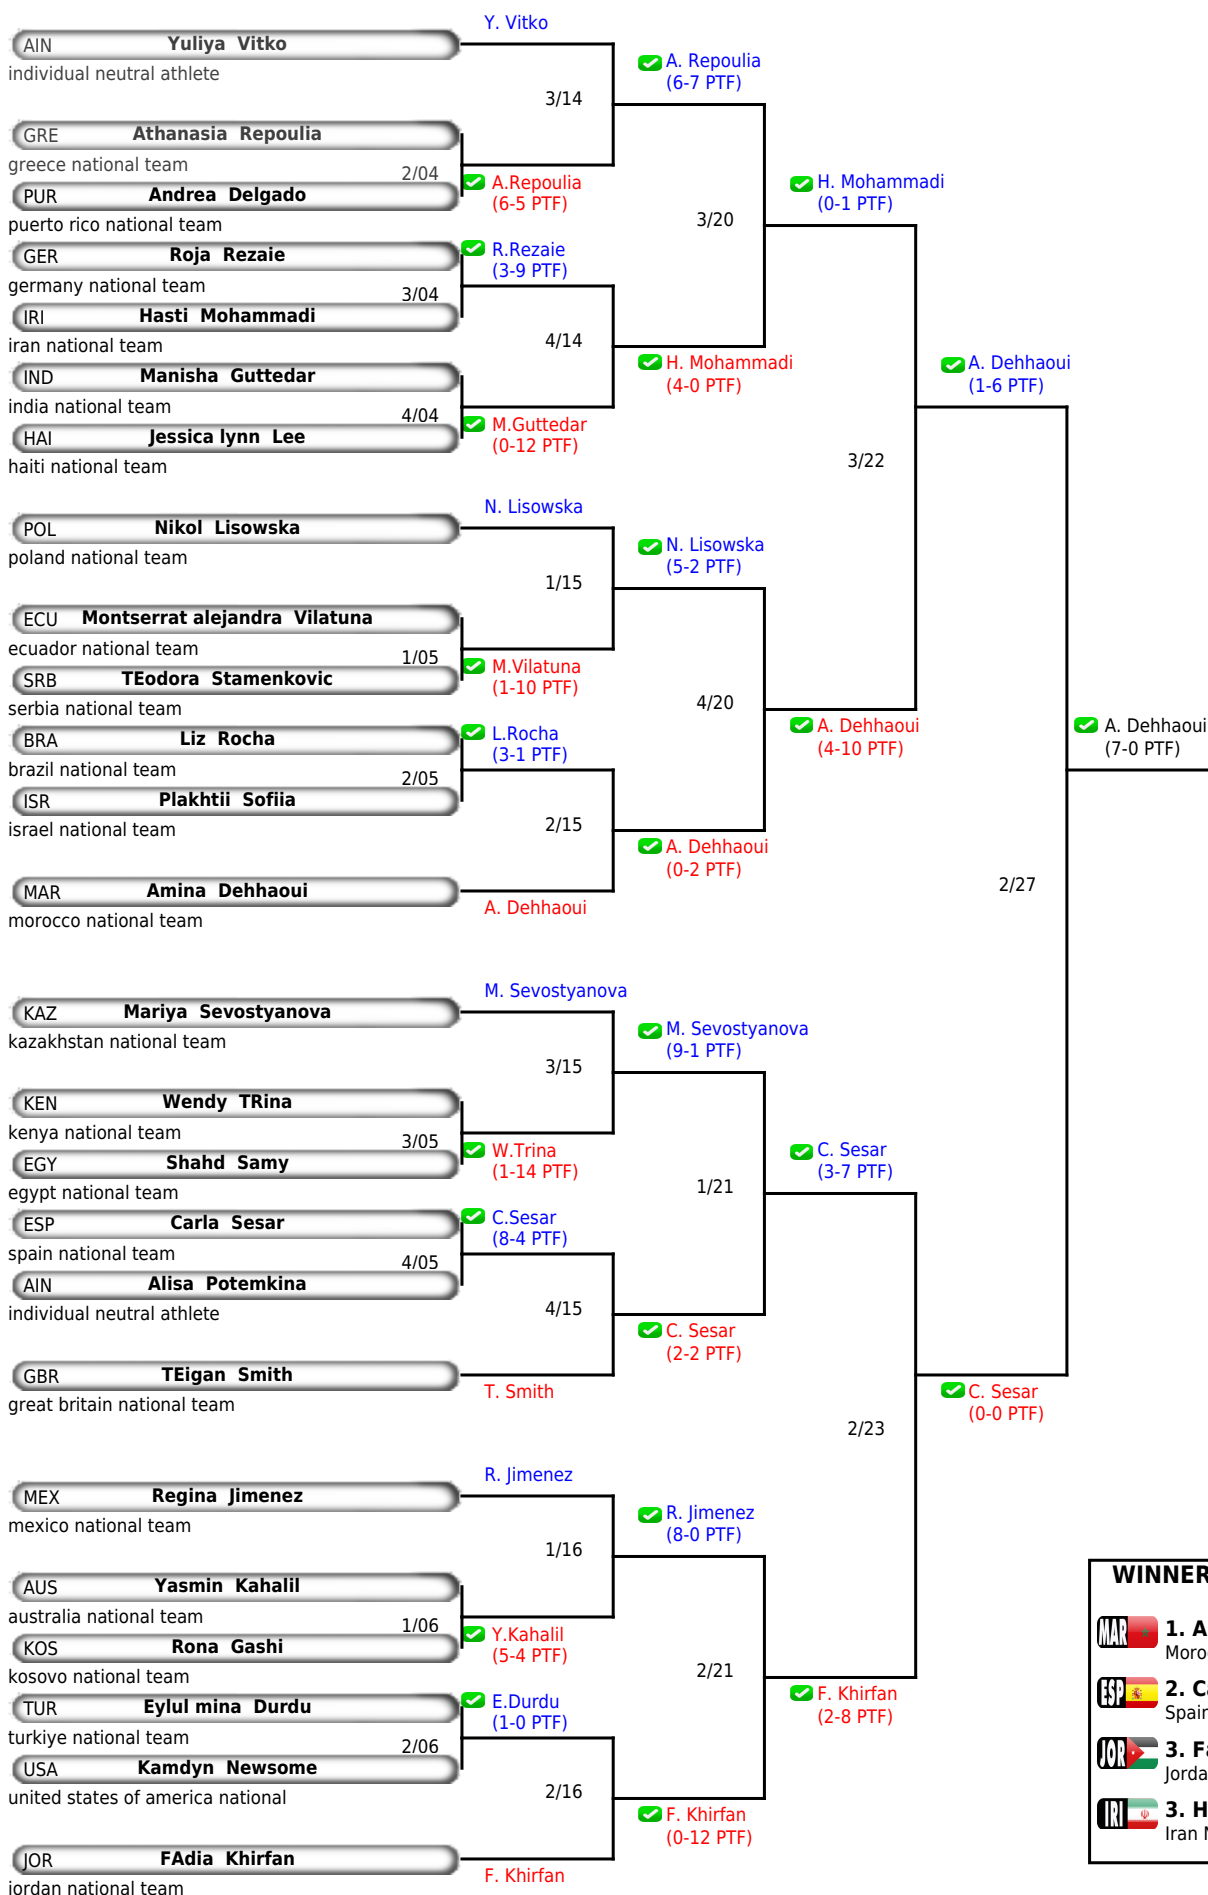 Y. Vitko
AIN Yuliya Vitko
individual neutral athlete
A. Repoulia
(6-7 PTF)
3/14
GRE Athanasia Repoulia
greece national team
2/04
A.Repoulia
(6-5 PTF)
PUR Andrea Delgado
puerto rico national team
H. Mohammadi
(0-1 PTF)
3/20
GER Roja Rezaie
germany national team
R.Rezaie
(3-9 PTF)
3/04
IRI Hasti Mohammadi
iran national team
4/14
H. Mohammadi
(4-0 PTF)
IND Manisha Guttedar
india national team
4/04
M.Guttedar
(0-12 PTF)
HAI Jessica lynn Lee
haiti national team
A. Dehhaoui
(1-6 PTF)
3/22
N. Lisowska
POL Nikol Lisowska
poland national team
N. Lisowska
(5-2 PTF)
1/15
ECU Montserrat alejandra Vilatuna
ecuador national team
1/05
M.Vilatuna
(1-10 PTF)
SRB TEodora Stamenkovic
serbia national team
4/20
A. Dehhaoui
(4-10 PTF)
A. Dehhaoui
(7-0 PTF)
BRA Liz Rocha
brazil national team
L.Rocha
(3-1 PTF)
2/05
ISR Plakhtii Sofiia
israel national team
2/15
A. Dehhaoui
(0-2 PTF)
MAR Amina Dehhaoui
morocco national team
A. Dehhaoui
2/27
M. Sevostyanova
KAZ Mariya Sevostyanova
kazakhstan national team
M. Sevostyanova
(9-1 PTF)
3/15
KEN Wendy TRina
kenya national team
3/05
W.Trina
(1-14 PTF)
EGY Shahd Samy
egypt national team
C. Sesar
(3-7 PTF)
1/21
ESP Carla Sesar
spain national team
C.Sesar
(8-4 PTF)
4/05
AIN Alisa Potemkina
individual neutral athlete
4/15
C. Sesar
(2-2 PTF)
GBR TEigan Smith
great britain national team
T. Smith
C. Sesar
(0-0 PTF)
2/23
R. Jimenez
MEX Regina Jimenez
mexico national team
R. Jimenez
(8-0 PTF)
1/16
AUS Yasmin Kahalil
australia national team
1/06
Y.Kahalil
(5-4 PTF)
KOS Rona Gashi
kosovo national team
2/21
F. Khirfan
(2-8 PTF)
TUR Eylul mina Durdu
turkiye national team
E.Durdu
(1-0 PTF)
2/06
USA Kamdyn Newsome
united states of america national
2/16
F. Khirfan
(0-12 PTF)
JOR FAdia Khirfan
jordan national team
F. Khirfan
WINNER
MAR 1. A
Moro
ESP 2. Ca
Spain
JOR 3. Fa
Jorda
IRI 3. H
Iran N